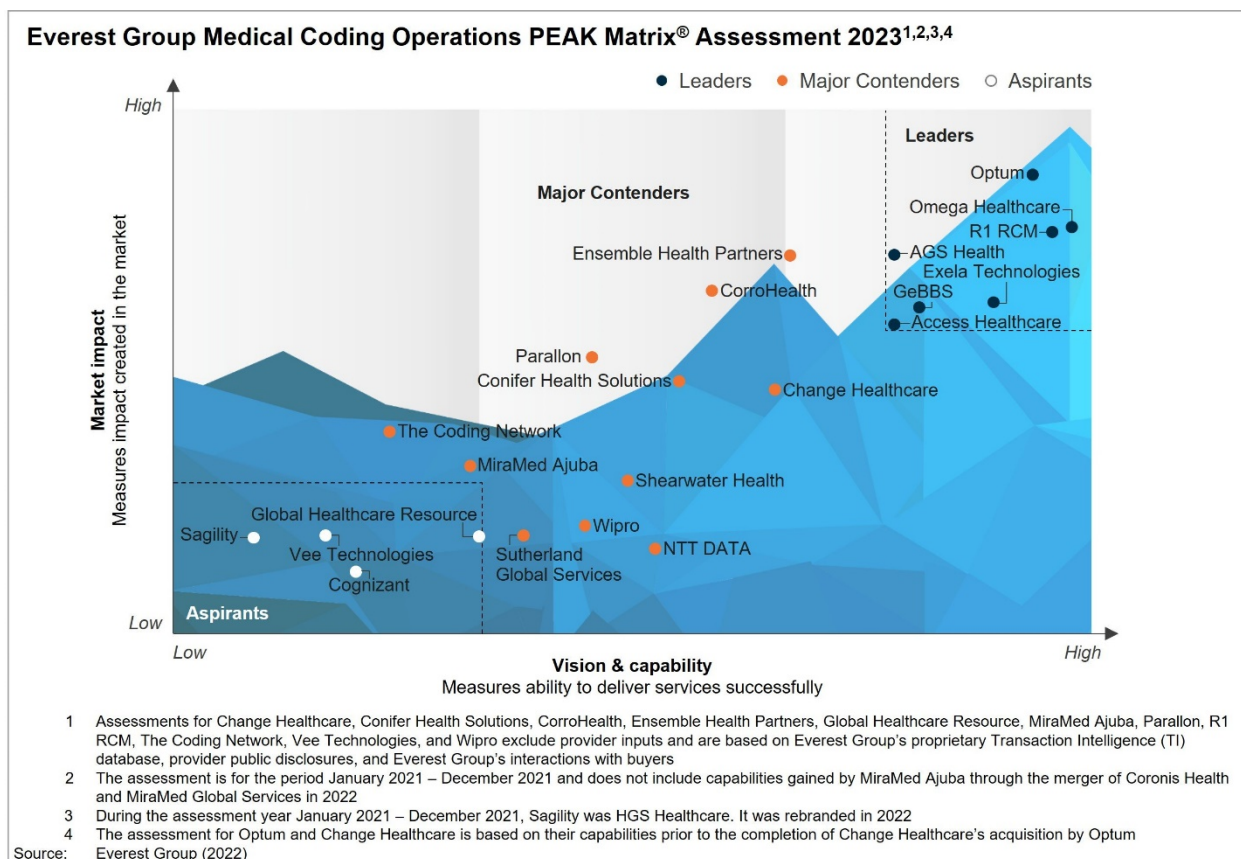 Everest Group Medical Coding Operations PEAK Matrix® Assessment 2023¹,²,³,⁴
Leaders
Major Contenders
Aspirants
High
Leaders
Optum
Major Contenders
Omega Healthcare
R1 RCM
Ensemble Health Partners
AGS Health
Exela Technologies
CorroHealth
GeBBS
Access Healthcare
Parallon
Conifer Health Solutions
Change Healthcare
Market impact
Measures impact created in the market
The Coding Network
MiraMed Ajuba
Shearwater Health
Global Healthcare Resource
Sagility
Vee Technologies
Cognizant
Wipro
Sutherland
Global Services
NTT DATA
Aspirants
Low
Low
High
Vision & capability
Measures ability to deliver services successfully
1 Assessments for Change Healthcare, Conifer Health Solutions, CorroHealth, Ensemble Health Partners, Global Healthcare Resource, MiraMed Ajuba, Parallon, R1
RCM, The Coding Network, Vee Technologies, and Wipro exclude provider inputs and are based on Everest Group's proprietary Transaction Intelligence (TI)
database, provider public disclosures, and Everest Group's interactions with buyers
2 The assessment is for the period January 2021 – December 2021 and does not include capabilities gained by MiraMed Ajuba through the merger of Coronis Health
and MiraMed Global Services in 2022
3 During the assessment year January 2021 – December 2021, Sagility was HGS Healthcare. It was rebranded in 2022
4 The assessment for Optum and Change Healthcare is based on their capabilities prior to the completion of Change Healthcare's acquisition by Optum
Source: Everest Group (2022)